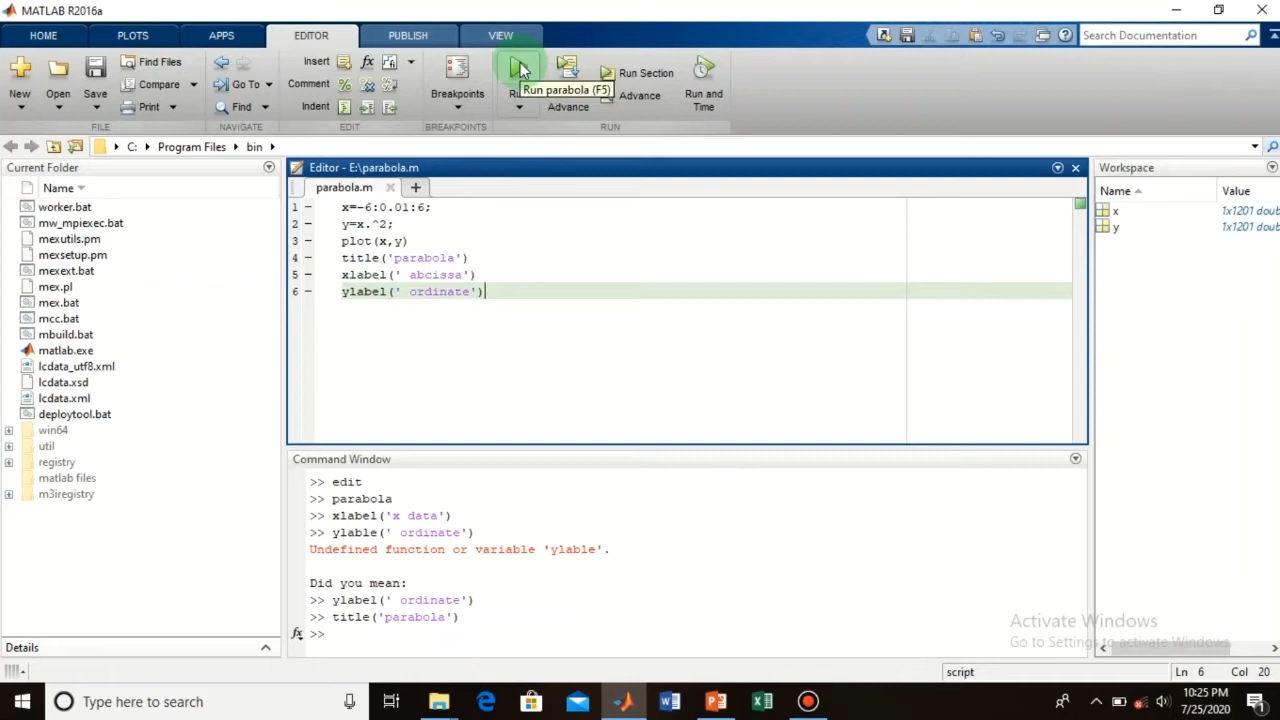 MATLAB R2016a
HOME PLOTS APPS EDITOR PUBLISH VIEW Search Documentation
New Open Save Find Files Compare Print
Go To Find
Insert fx Comment Indent
Breakpoints
Run parabola (F5)
Advance
Run Section
Advance
Run and
Time
FILE NAVIGATE EDIT BREAKPOINTS RUN
C: Program Files bin
Current Folder
Name
worker.bat
mw_mpiexec.bat
mexutils.pm
mexsetup.pm
mexext.bat
mex.pl
mex.bat
mcc.bat
mbuild.bat
matlab.exe
lcdata_utf8.xml
lcdata.xsd
lcdata.xml
deploytool.bat
win64
util
registry
matlab files
m3iregistry
Details
Editor - E:\parabola.m
parabola.m
1 x=-6:0.01:6;
2 y=x.^2;
3 plot(x,y)
4 title('parabola')
5 xlabel(' abcissa')
6 ylabel(' ordinate')
Command Window
>> edit
>> parabola
>> xlabel('x data')
>> ylable(' ordinate')
Undefined function or variable 'ylable'.
Did you mean:
>> ylabel(' ordinate')
>> title('parabola')
fx >>
Workspace
Name Value
x 1x1201 doub
y 1x1201 doub
Activate Windows
Go to Settings to activate Windows.
script Ln 6 Col 20
Type here to search
10:25 PM
7/25/2020